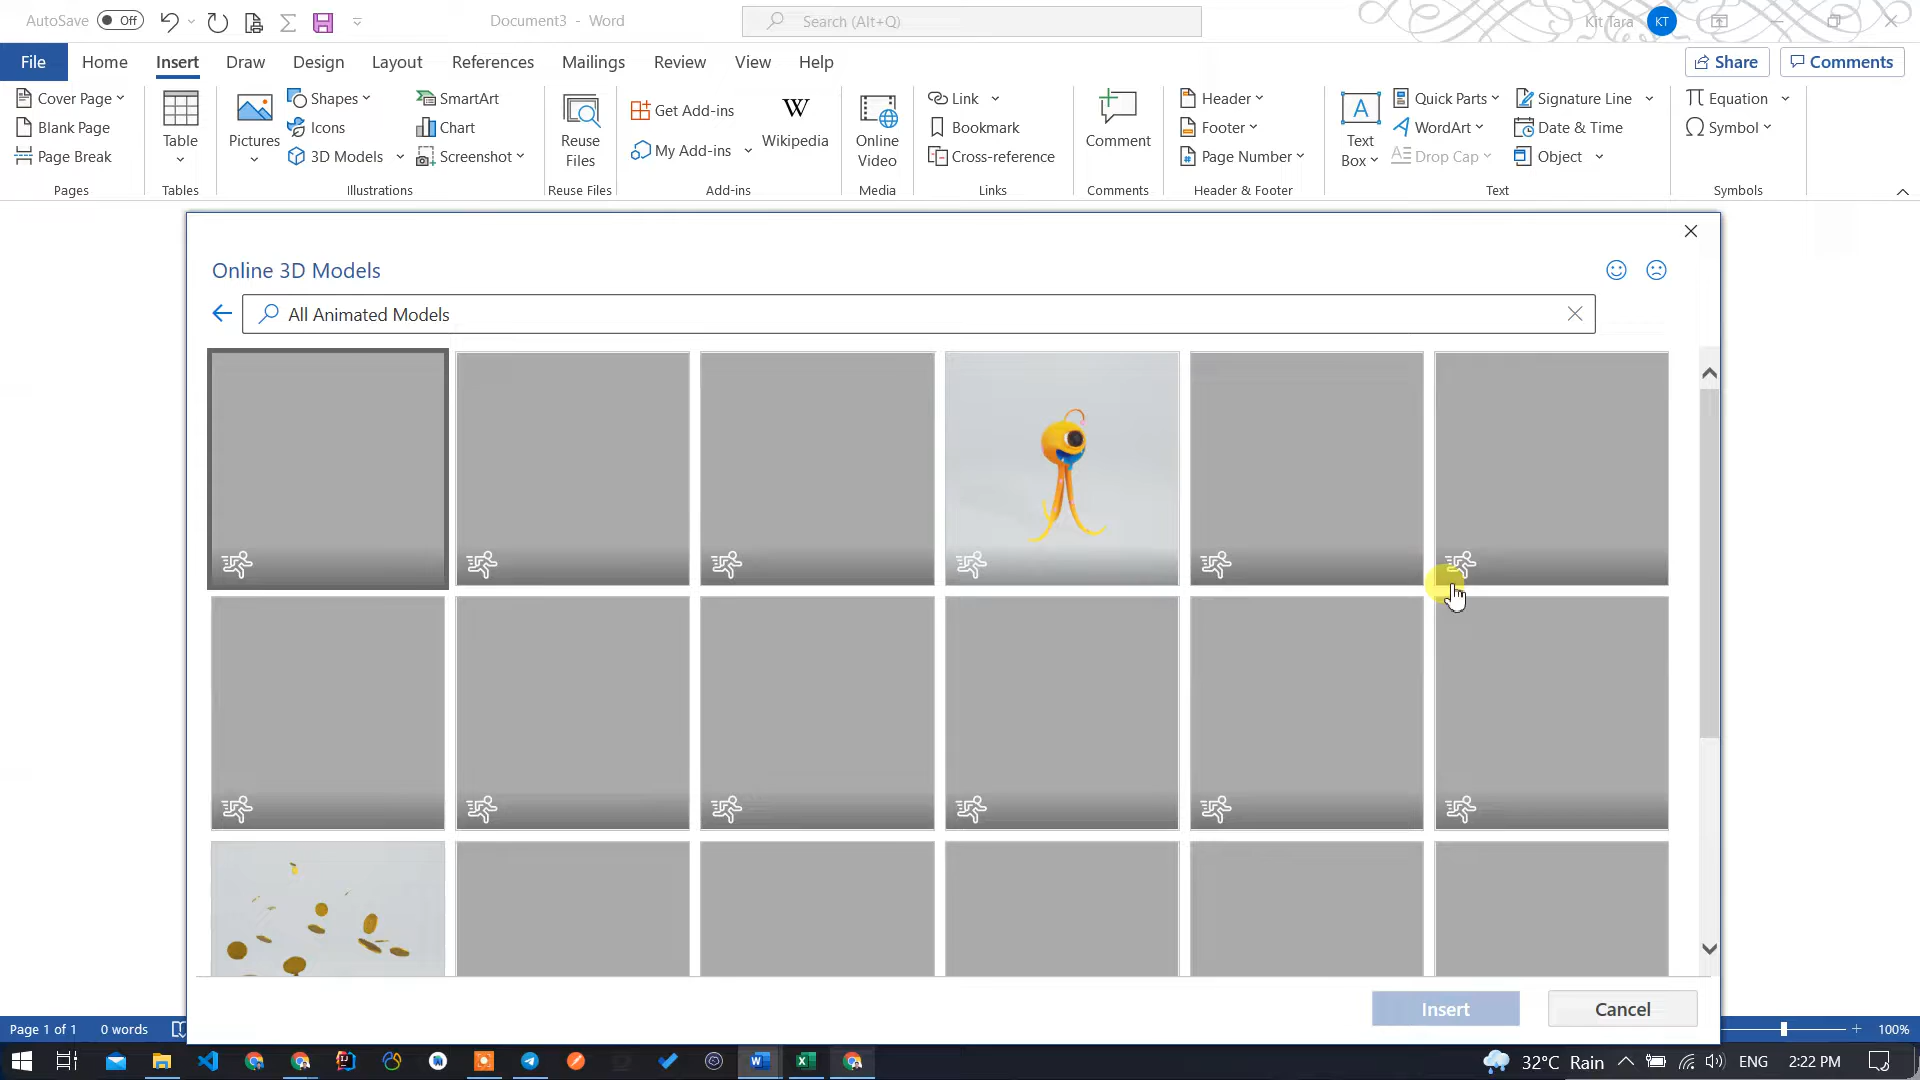 AutoSave Off Document3 - Word Search (Alt+Q) Kit Tara KT
File Home Insert Draw Design Layout References Mailings Review View Help Share Comments
Cover Page
Blank Page
Page Break
Pages
Table
Tables
Pictures
Shapes
Icons
3D Models
SmartArt
Chart
Screenshot
Illustrations
Reuse
Files
Reuse Files
Get Add-ins
My Add-ins
W
Wikipedia
Add-ins
Online
Video
Media
Link
Bookmark
Cross-reference
Links
Comment
Comments
Header
Footer
Page Number
Header & Footer
A
Text
Box
Quick Parts
WordArt
Drop Cap
Signature Line
Date & Time
Object
Text
Equation
Symbol
Symbols
Online 3D Models
All Animated Models
Insert Cancel
Page 1 of 1 0 words 100%
32°C Rain ENG 2:22 PM